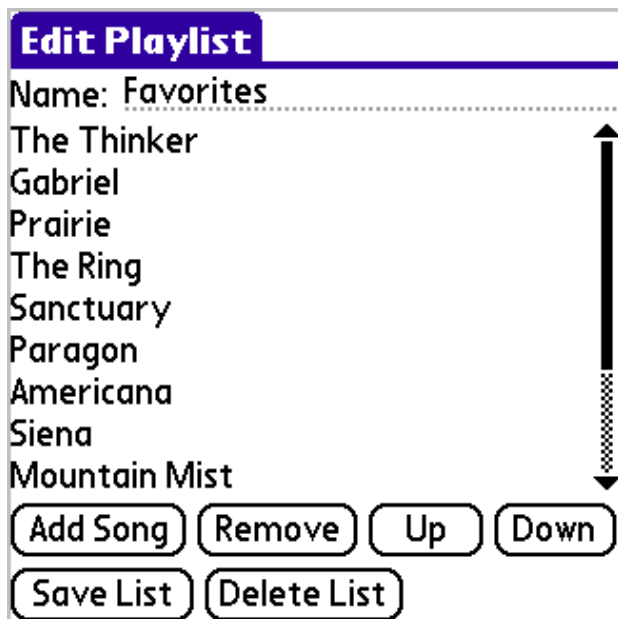 Edit Playlist
Name: Favorites
The Thinker
Gabriel
Prairie
The Ring
Sanctuary
Paragon
Americana
Siena
Mountain Mist
Add Song Remove Up Down
Save List Delete List